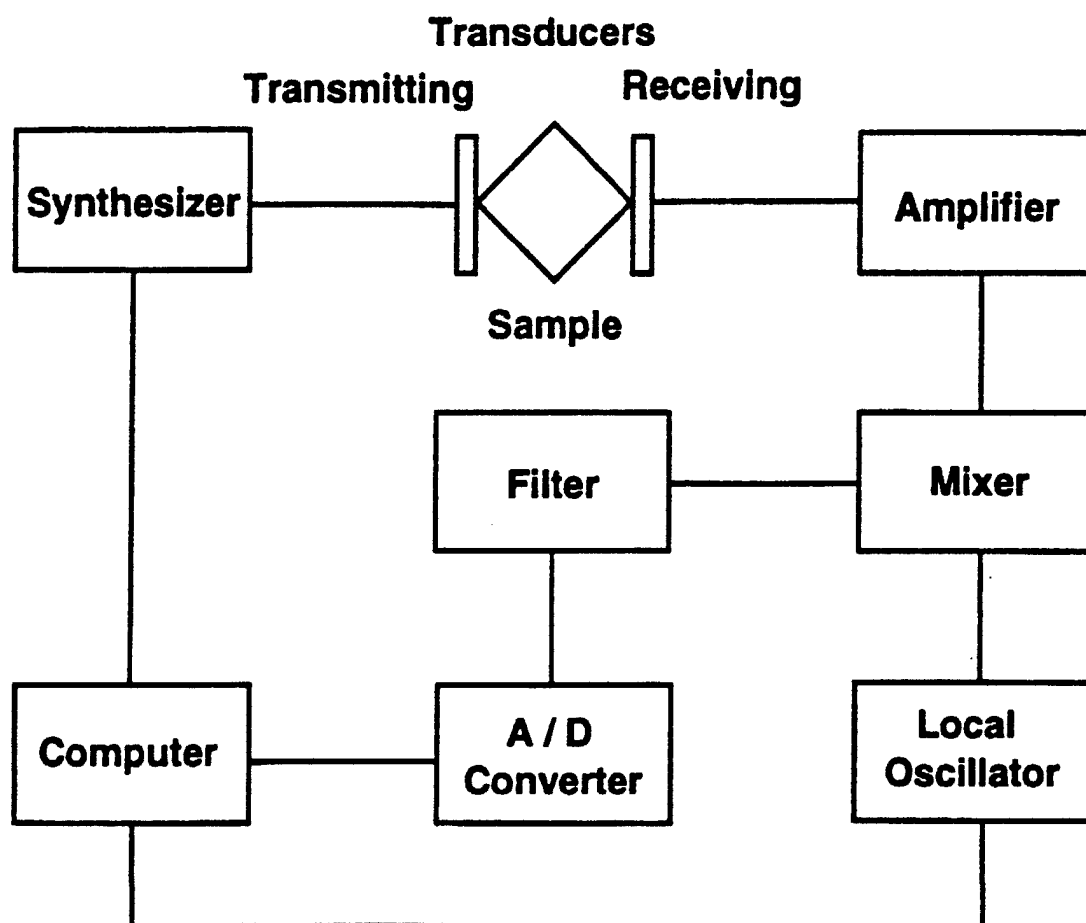 Transducers
Transmitting
Receiving
Synthesizer
Amplifier
Sample
Filter
Mixer
Computer
A / D
Converter
Local
Oscillator